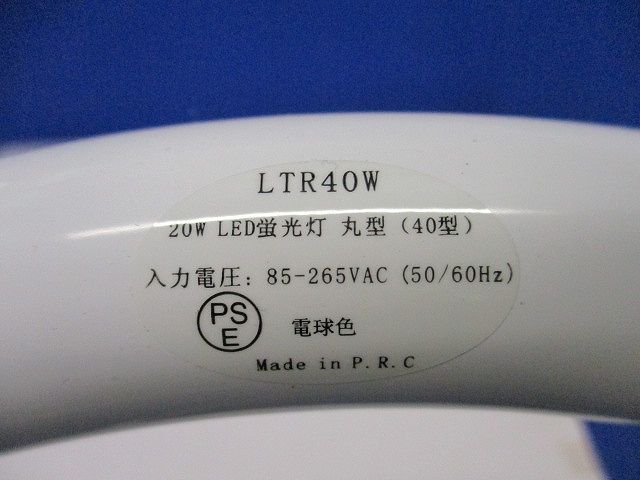 LTR40W
20W LED蛍光灯 丸型（40型）
入力電圧：85-265VAC（50/60Hz）
PS
E
電球色
Made in P.R.C